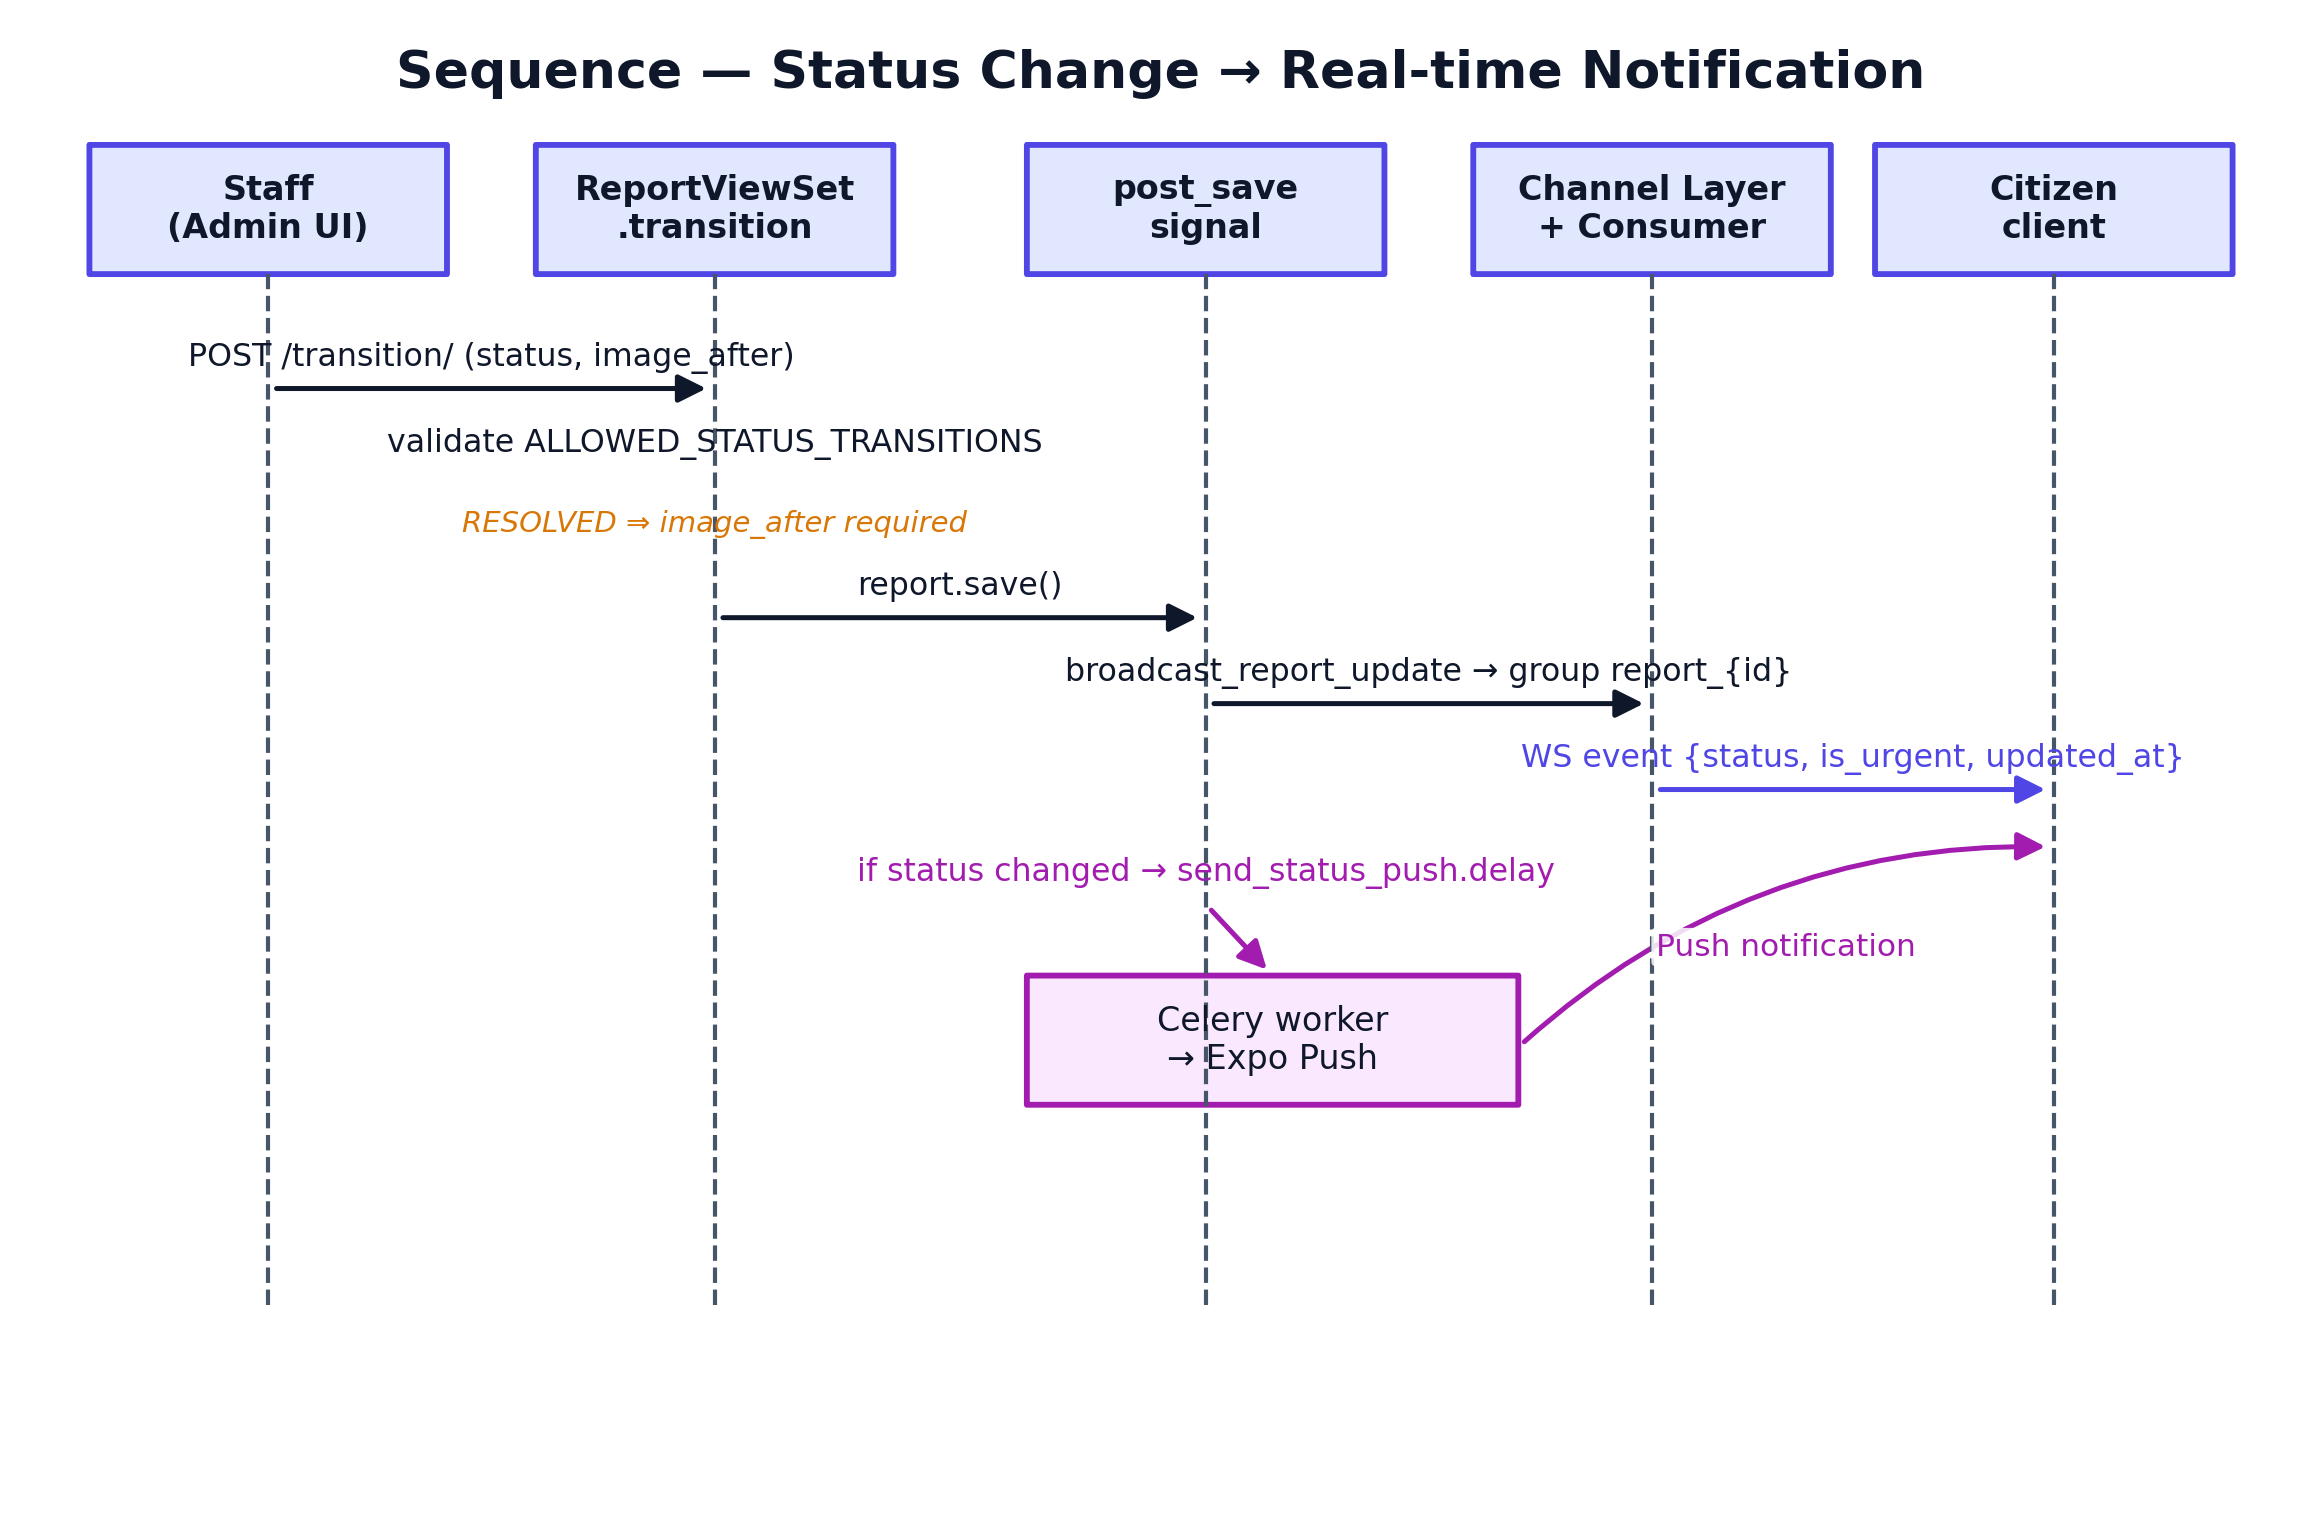 Sequence — Status Change → Real-time Notification
Staff
(Admin UI)
ReportViewSet
.transition
post_save
signal
Channel Layer
+ Consumer
Citizen
client
POST /transition/ (status, image_after)
validate ALLOWED_STATUS_TRANSITIONS
RESOLVED ⇒ image_after required
report.save()
broadcast_report_update → group report_{id}
WS event {status, is_urgent, updated_at}
if status changed → send_status_push.delay
Push notification
Celery worker
→ Expo Push